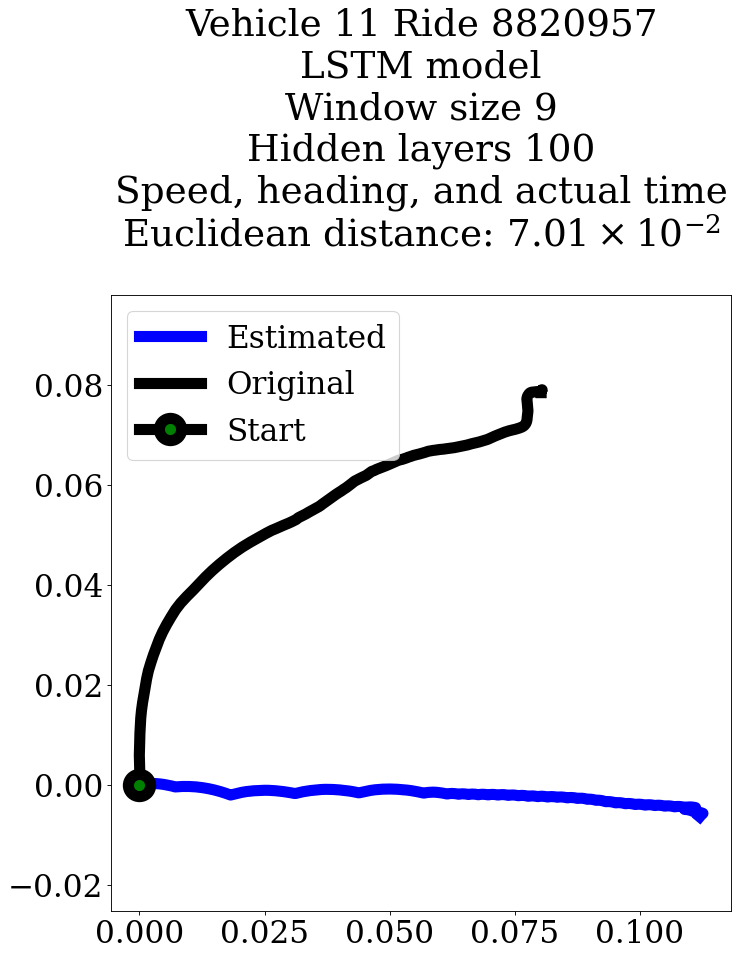 Vehicle 11 Ride 8820957
LSTM model
Window size 9
Hidden layers 100
Speed, heading, and actual time
Euclidean distance: 7.01 × 10⁻²
Estimated
Original
Start
0.08
0.06
0.04
0.02
0.00
−0.02
0.000 0.025 0.050 0.075 0.100